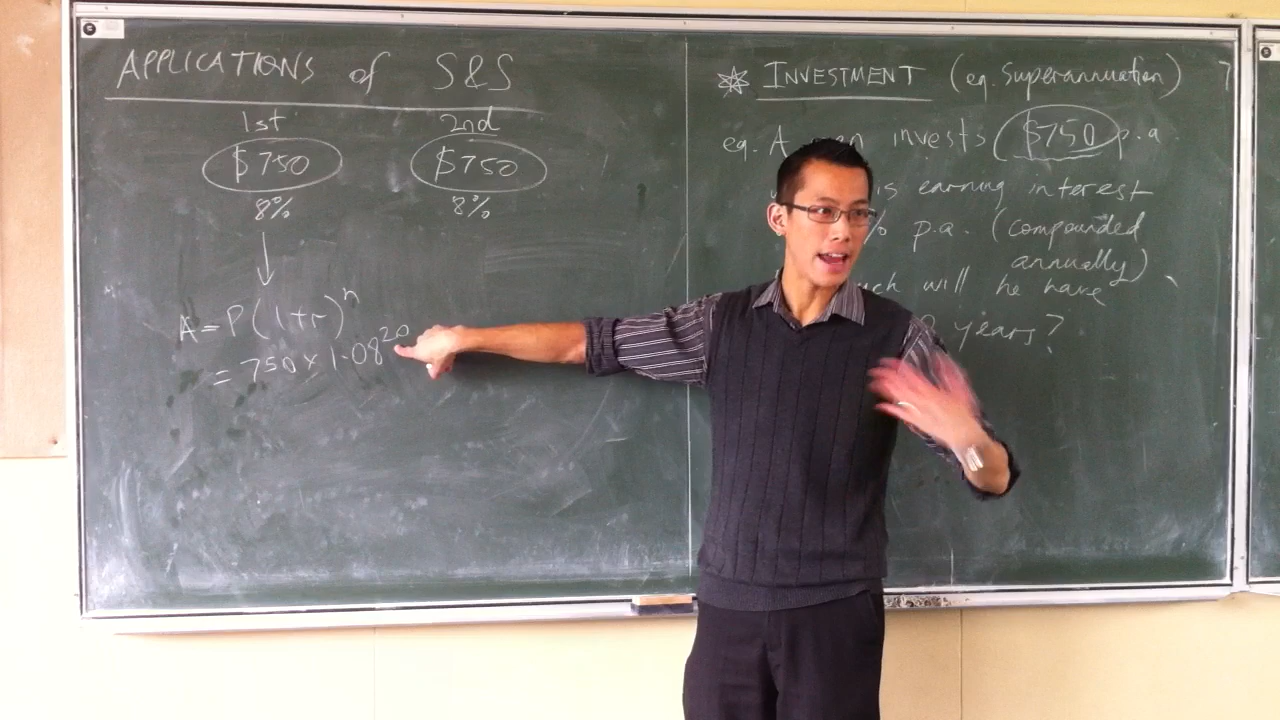 APPLICATIONS of S&S
1st 2nd
$750 $750
8% 8%
A = P(1+r)^n
= 750 × 1.08^20
INVESTMENT (eg. Superannuation)
eg. A invests $750 p.a
is earning interest
% p.a. (compounded
annually)
will he have
years?